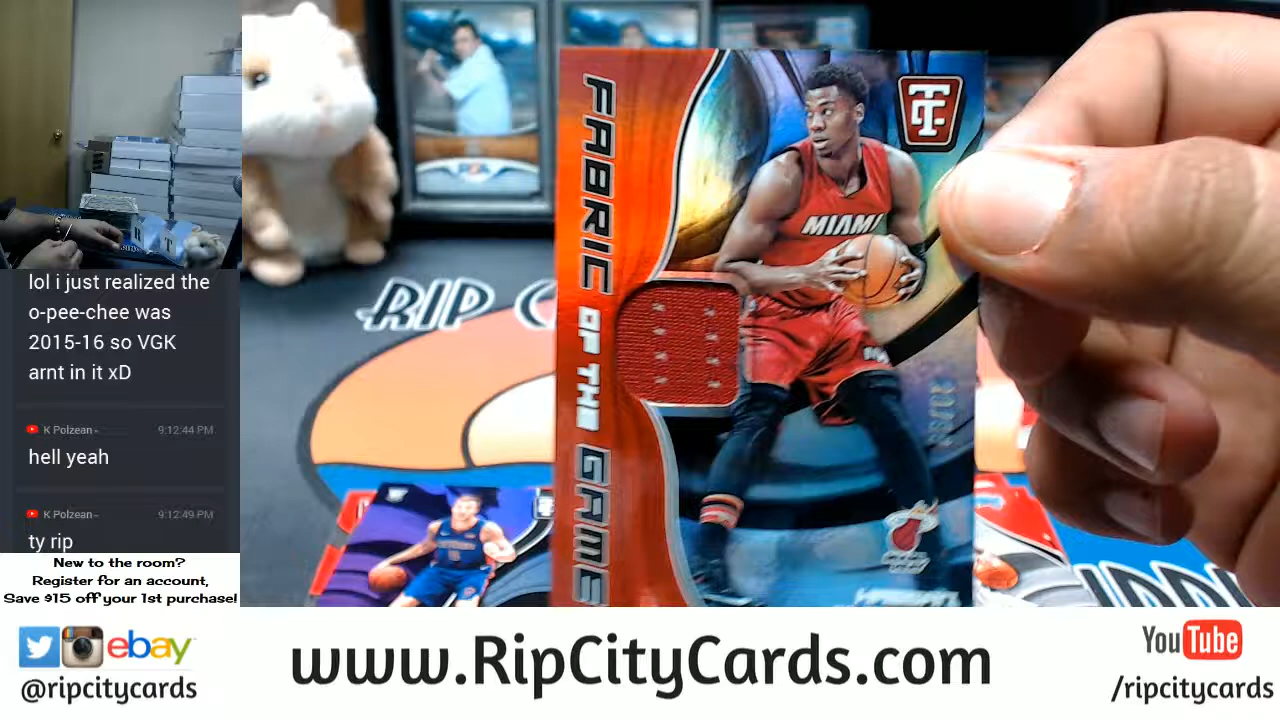 lol i just realized the
o-pee-chee was
2015-16 so VGK
arnt in it xD
K Polzean
9:12:44 PM
hell yeah
K Polzean
9:12:49 PM
ty rip
New to the room?
Register for an account,
Save $15 off your 1st purchase!
RIP C
FABRIC OF THE GAME
MIAMI
ebay
@ripcitycards
www.RipCityCards.com
YouTube
/ripcitycards